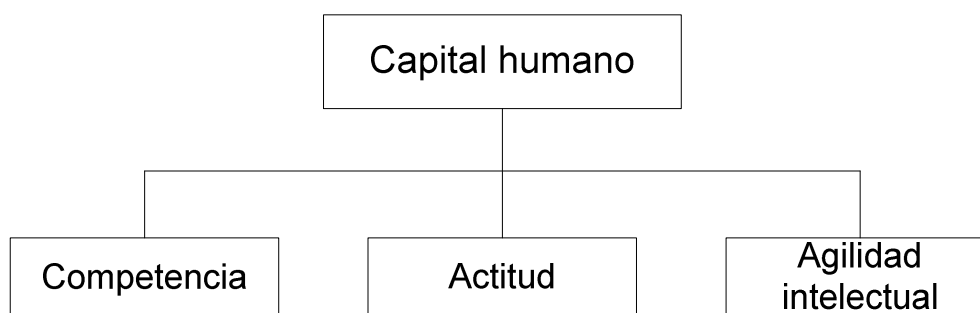 Capital humano
Competencia
Actitud
Agilidad
intelectual